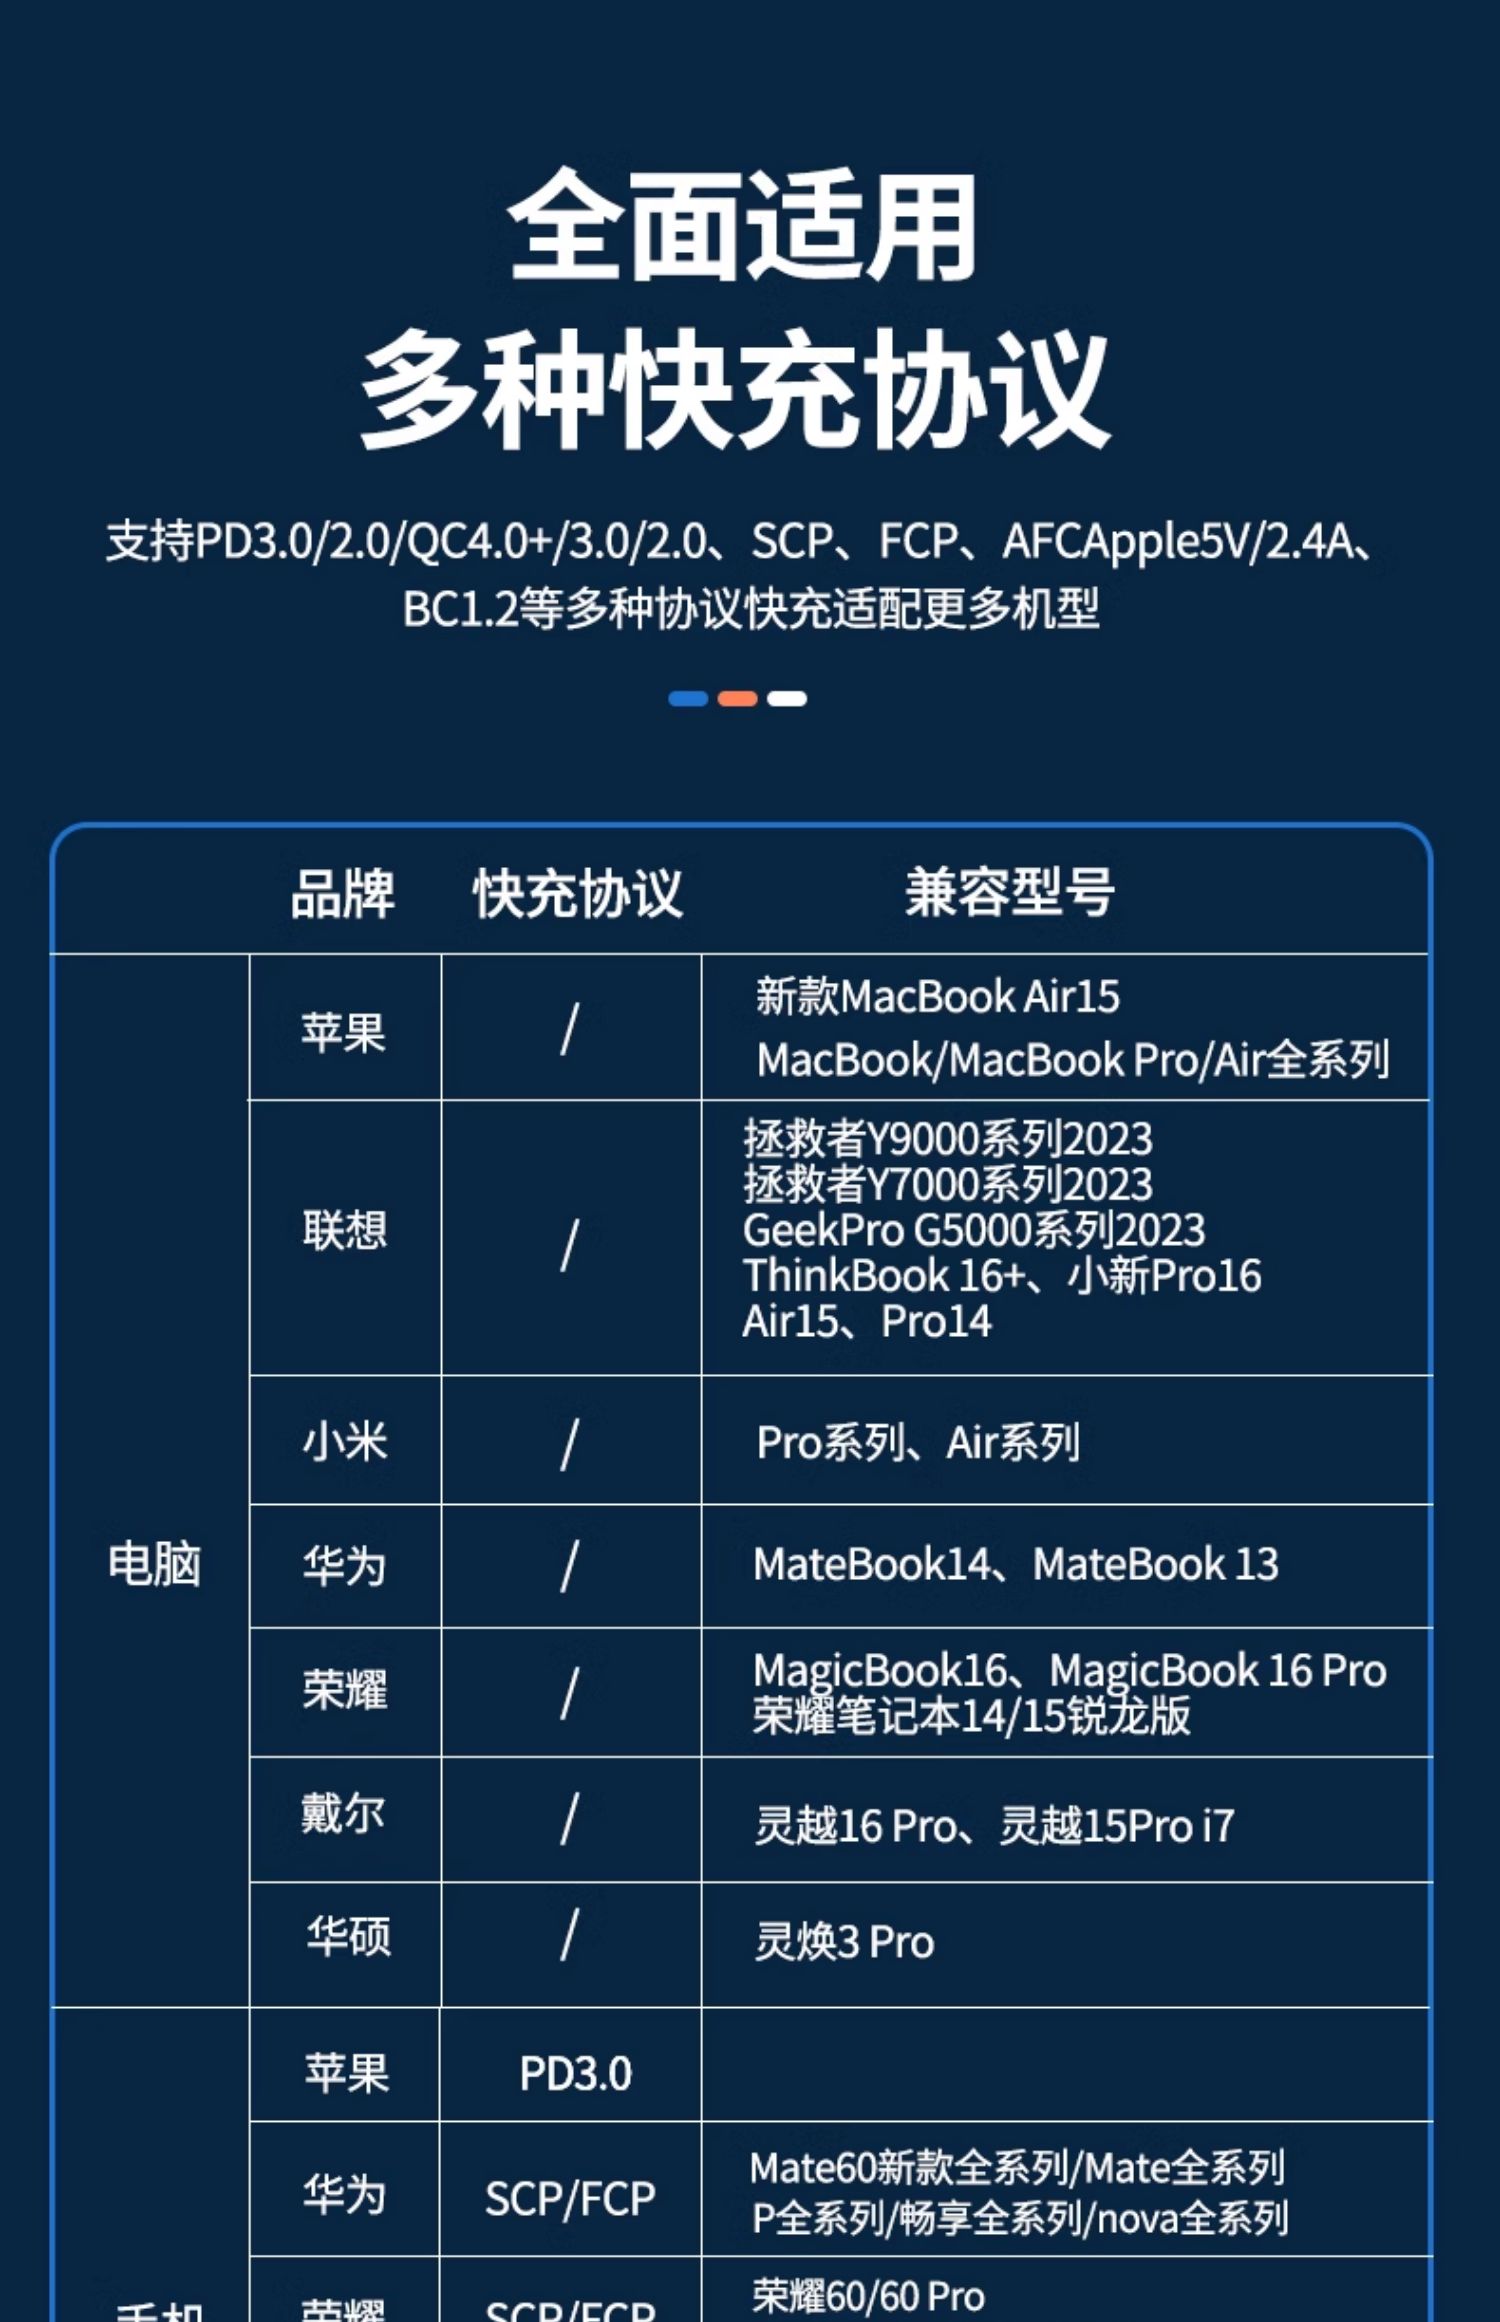 全面适用
多种快充协议
支持PD3.0/2.0/QC4.0+/3.0/2.0、SCP、FCP、AFCApple5V/2.4A、
BC1.2等多种协议快充适配更多机型
品牌 快充协议 兼容型号
电脑
苹果 /
新款MacBook Air15
MacBook/MacBook Pro/Air全系列
联想 /
拯救者Y9000系列2023
拯救者Y7000系列2023
GeekPro G5000系列2023
ThinkBook 16+、小新Pro16
Air15、Pro14
小米 / Pro系列、Air系列
华为 / MateBook14、MateBook 13
荣耀 /
MagicBook16、MagicBook 16 Pro
荣耀笔记本14/15锐龙版
戴尔 / 灵越16 Pro、灵越15Pro i7
华硕 / 灵焕3 Pro
手机
苹果 PD3.0
华为 SCP/FCP
Mate60新款全系列/Mate全系列
P全系列/畅享全系列/nova全系列
荣耀 SCP/FCP
荣耀60/60 Pro